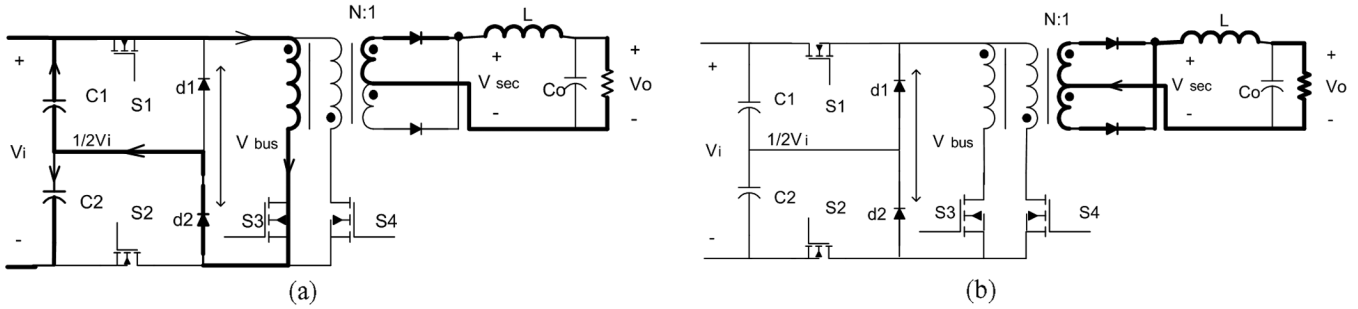 N:1
L
+
C1
S1
d1
+
V sec
-
Co
+
Vo
-
1/2Vi
Vi
V bus
C2
S2
d2
S3
S4
-
(a)
N:1
L
+
C1
S1
d1
+
V sec
-
Co
+
Vo
-
1/2Vi
Vi
V bus
C2
S2
d2
S3
S4
-
(b)